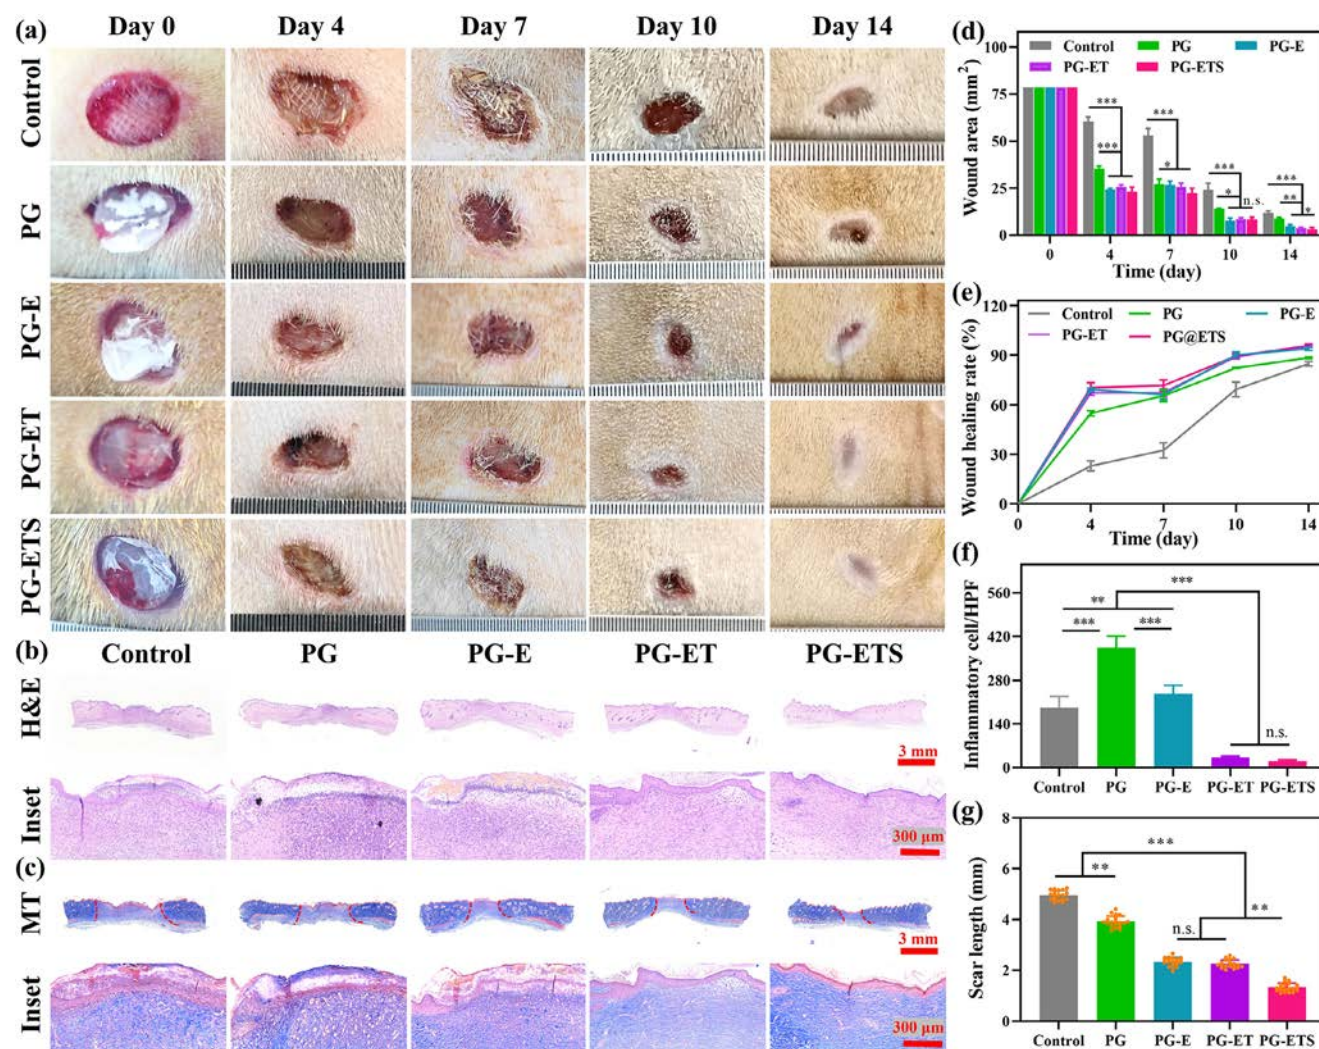 (a)
Day 0 Day 4 Day 7 Day 10 Day 14
Control
PG
PG-E
PG-ET
PG-ETS
(b)
Control PG PG-E PG-ET PG-ETS
H&E
3 mm
Inset
300 μm
(c)
MT
3 mm
Inset
300 μm
(d)
Control PG PG-E
PG-ET PG-ETS
Wound area (mm²)
100
75
50
25
0
***
***
***
*
***
*
n.s.
***
**
*
0 4 7 10 14
Time (day)
(e)
Control PG PG-E
PG-ET PG@ETS
Wound healing rate (%)
120
90
60
30
0
0 4 7 10 14
Time (day)
(f)
Inflammatory cell/HPF
560
420
280
140
0
***
**
***
***
n.s.
Control PG PG-E PG-ET PG-ETS
(g)
Scar length (mm)
8
6
4
2
0
***
**
**
n.s.
Control PG PG-E PG-ET PG-ETS